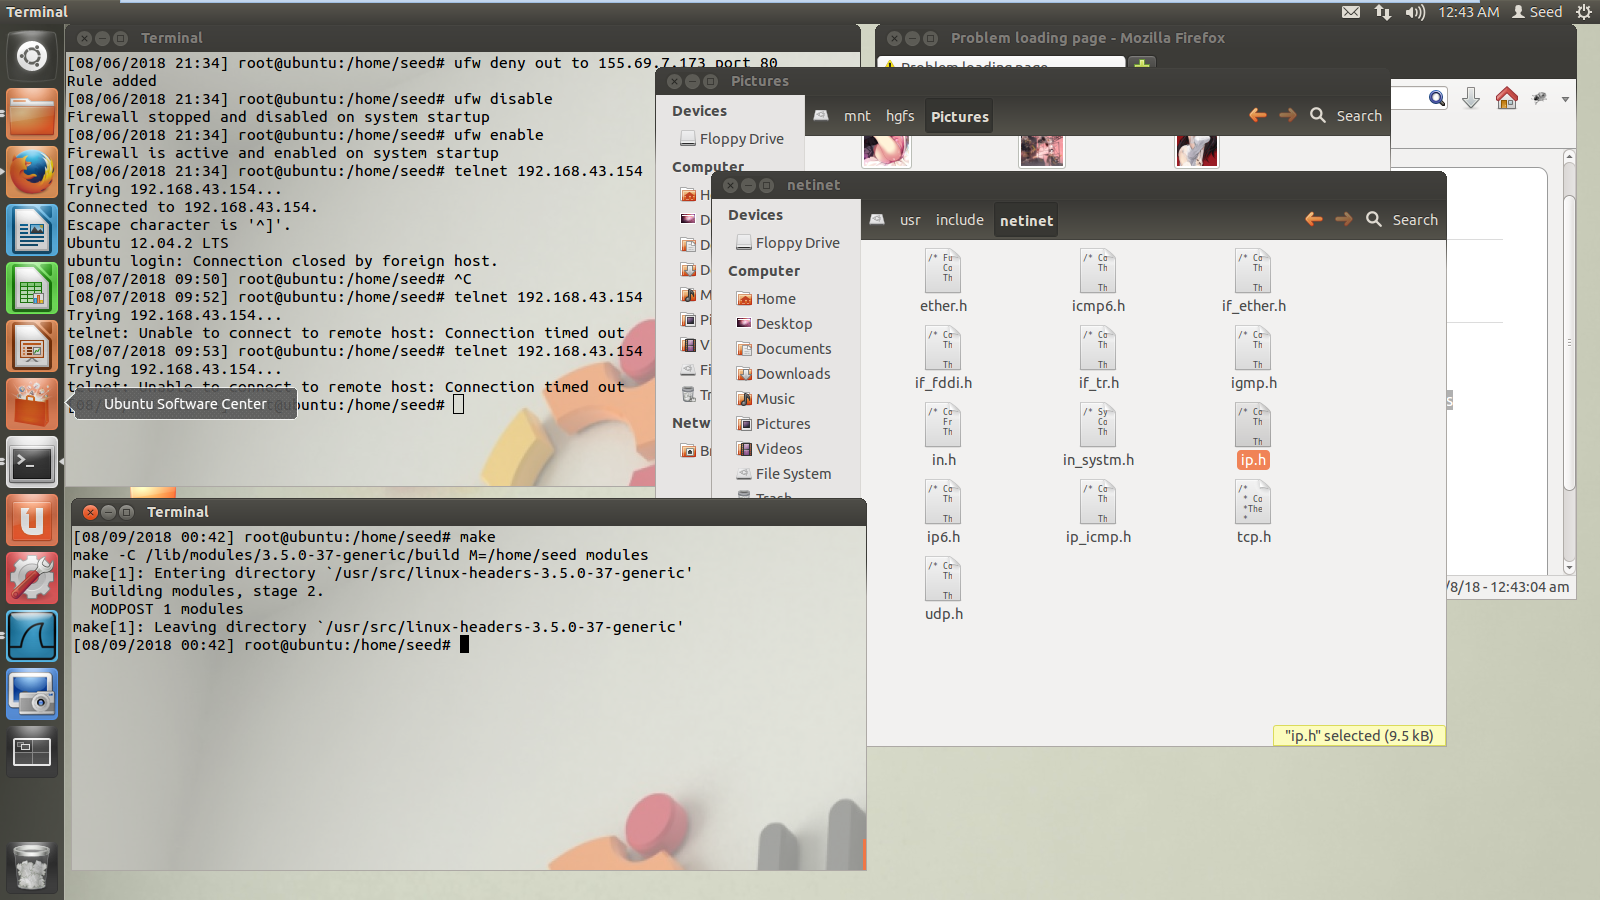 Terminal
12:43 AM
Seed
Terminal
[08/06/2018 21:34] root@ubuntu:/home/seed# ufw deny out to 155.69.7.173 port 80
Rule added
[08/06/2018 21:34] root@ubuntu:/home/seed# ufw disable
Firewall stopped and disabled on system startup
[08/06/2018 21:34] root@ubuntu:/home/seed# ufw enable
Firewall is active and enabled on system startup
[08/06/2018 21:34] root@ubuntu:/home/seed# telnet 192.168.43.154
Trying 192.168.43.154...
Connected to 192.168.43.154.
Escape character is '^]'.
Ubuntu 12.04.2 LTS
ubuntu login: Connection closed by foreign host.
[08/07/2018 09:50] root@ubuntu:/home/seed# ^C
[08/07/2018 09:52] root@ubuntu:/home/seed# telnet 192.168.43.154
Trying 192.168.43.154...
telnet: Unable to connect to remote host: Connection timed out
[08/07/2018 09:53] root@ubuntu:/home/seed# telnet 192.168.43.154
Trying 192.168.43.154...
telnet: Unable to connect to remote host: Connection timed out
ubuntu:/home/seed#
Ubuntu Software Center
Problem loading page - Mozilla Firefox
Problem loading page
Pictures
Devices
Floppy Drive
Computer
Netw
mnt hgfs Pictures
Search
netinet
Devices
Floppy Drive
Computer
Home
Desktop
Documents
Downloads
Music
Pictures
Videos
File System
Trash
usr include netinet
Search
ether.h
icmp6.h
if_ether.h
if_fddi.h
if_tr.h
igmp.h
in.h
in_systm.h
ip.h
ip6.h
ip_icmp.h
tcp.h
udp.h
"ip.h" selected (9.5 kB)
/8/18 - 12:43:04 am
Terminal
[08/09/2018 00:42] root@ubuntu:/home/seed# make
make -C /lib/modules/3.5.0-37-generic/build M=/home/seed modules
make[1]: Entering directory `/usr/src/linux-headers-3.5.0-37-generic'
Building modules, stage 2.
MODPOST 1 modules
make[1]: Leaving directory `/usr/src/linux-headers-3.5.0-37-generic'
[08/09/2018 00:42] root@ubuntu:/home/seed#